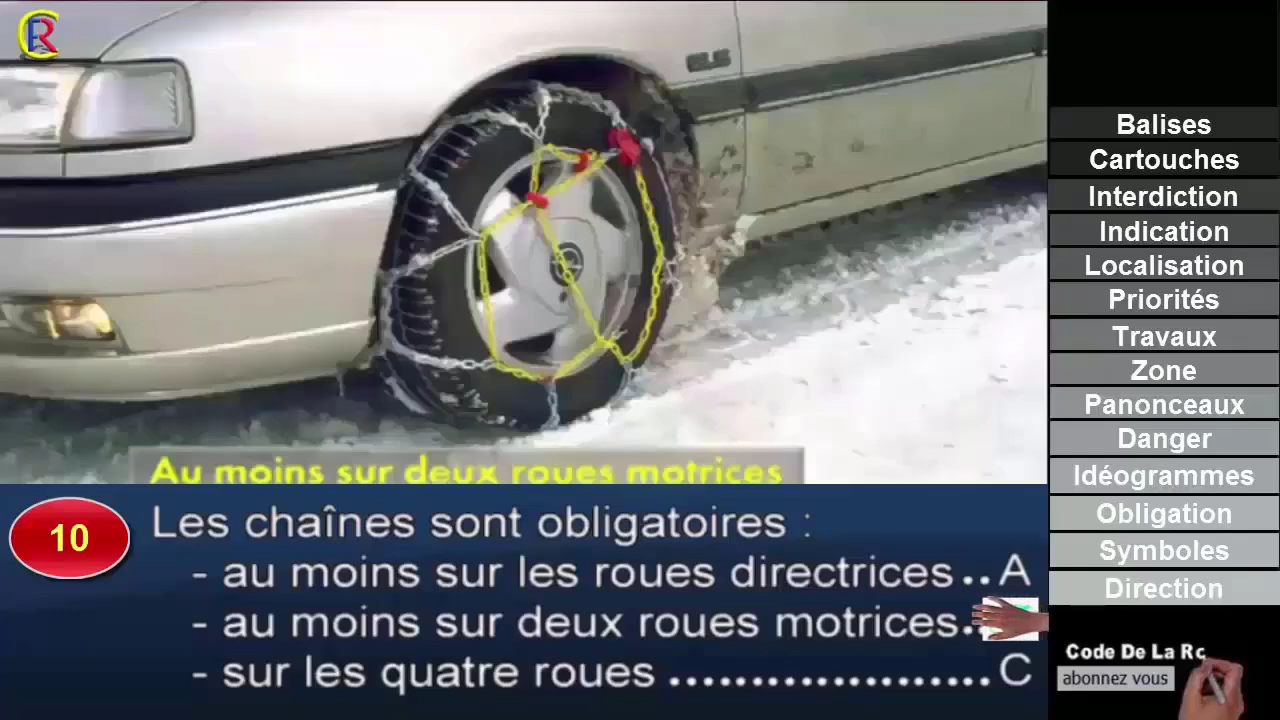 GLS
Au moins sur deux roues motrices
10
Les chaînes sont obligatoires :
- au moins sur les roues directrices..A
- au moins sur deux roues motrices.
- sur les quatre roues ......................C
Balises
Cartouches
Interdiction
Indication
Localisation
Priorités
Travaux
Zone
Panonceaux
Danger
Idéogrammes
Obligation
Symboles
Direction
Code De La Rc
abonnez vous